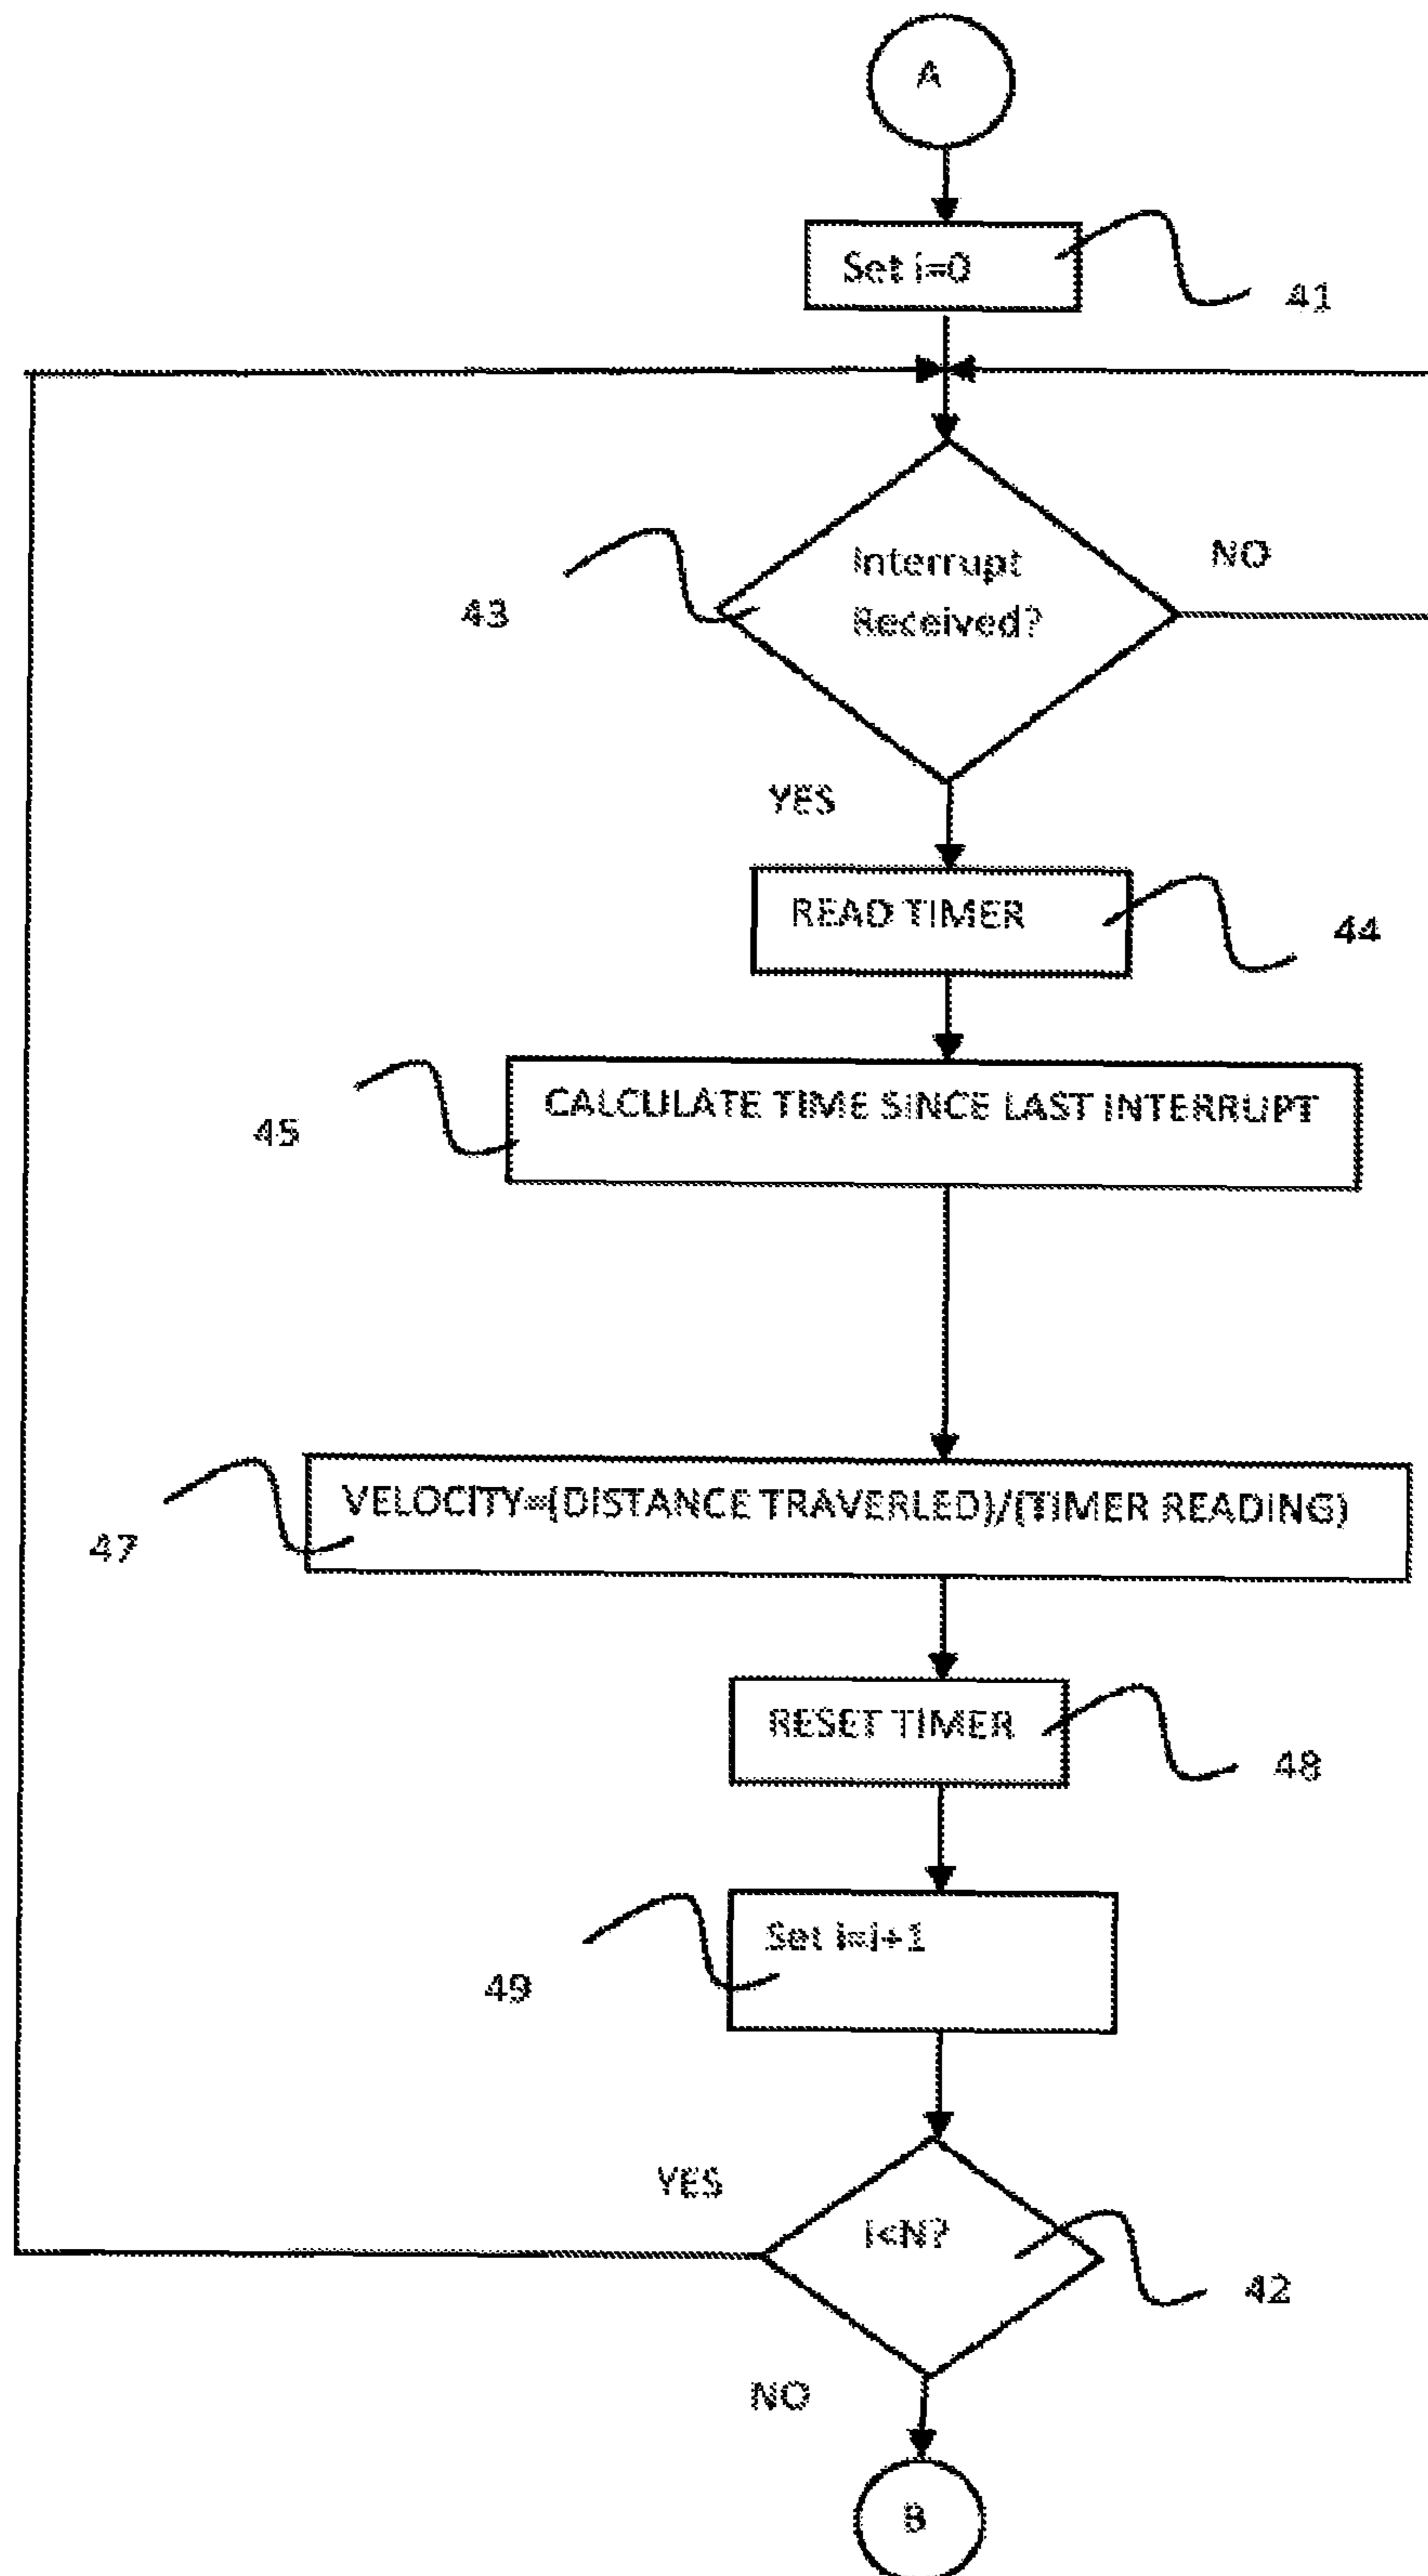 A
Set i=0
41
Interrupt
Received?
NO
43
YES
READ TIMER
44
CALCULATE TIME SINCE LAST INTERRUPT
45
VELOCITY=(DISTANCE TRAVERLED)/(TIMER READING)
47
RESET TIMER
48
Set i=i+1
49
YES
i<N?
42
NO
B